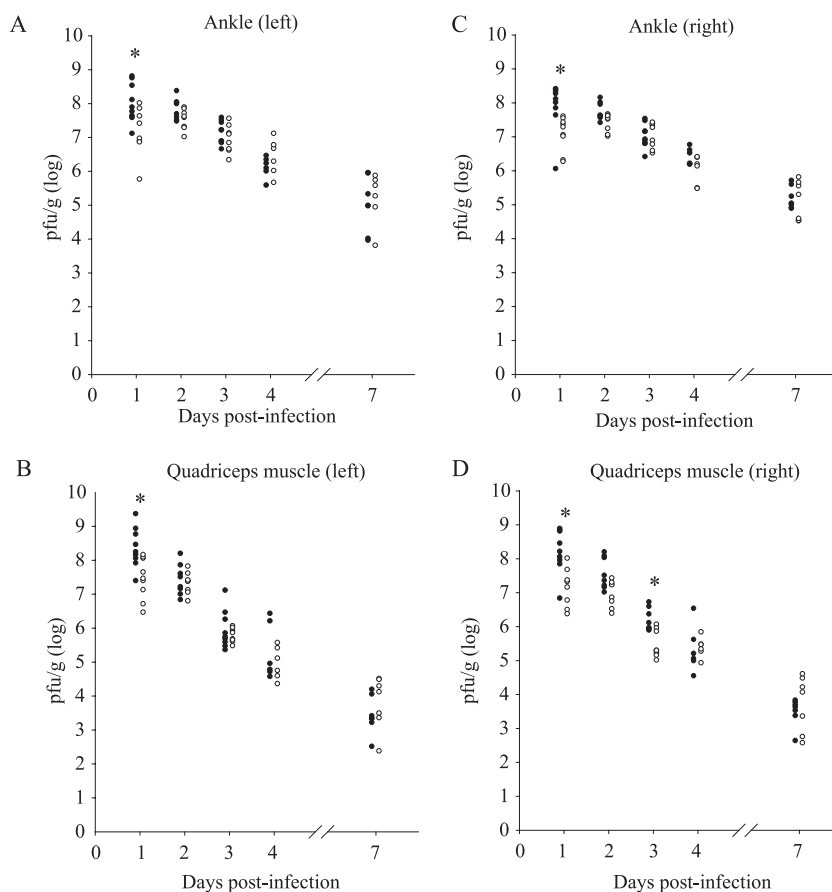 A
Ankle (left)
10
9
8
7
6
5
4
3
2
1
0
pfu/g (log)
*
0 1 2 3 4 7
Days post-infection
C
Ankle (right)
10
9
8
7
6
5
4
3
2
1
0
pfu/g (log)
*
0 1 2 3 4 7
Days post-infection
B
Quadriceps muscle (left)
10
9
8
7
6
5
4
3
2
1
0
pfu/g (log)
*
0 1 2 3 4 7
Days post-infection
D
Quadriceps muscle (right)
10
9
8
7
6
5
4
3
2
1
0
pfu/g (log)
*
*
0 1 2 3 4 7
Days post-infection